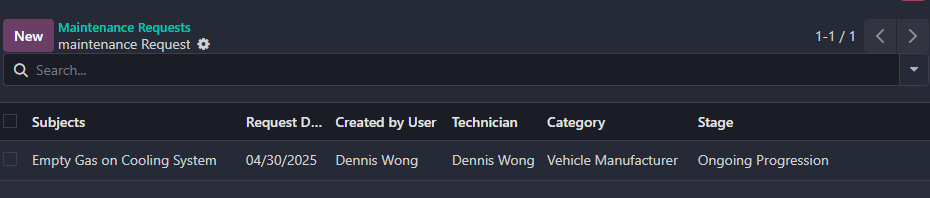 New
Maintenance Requests
maintenance Request
1-1 / 1
Search...
Subjects Request D... Created by User Technician Category Stage
Empty Gas on Cooling System 04/30/2025 Dennis Wong Dennis Wong Vehicle Manufacturer Ongoing Progression